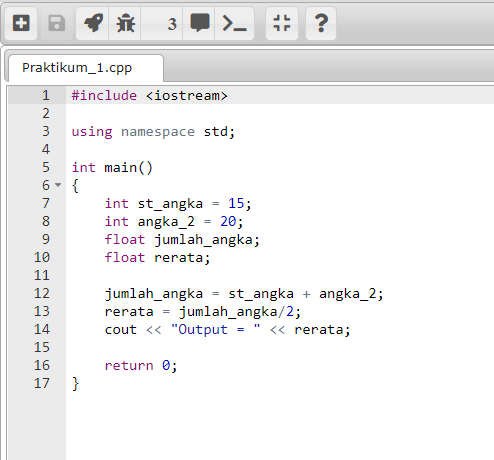 3
>_
?
Praktikum_1.cpp
1 #include <iostream>
2
3 using namespace std;
4
5 int main()
6 {
7 int st_angka = 15;
8 int angka_2 = 20;
9 float jumlah_angka;
10 float rerata;
11
12 jumlah_angka = st_angka + angka_2;
13 rerata = jumlah_angka/2;
14 cout << "Output = " << rerata;
15
16 return 0;
17 }